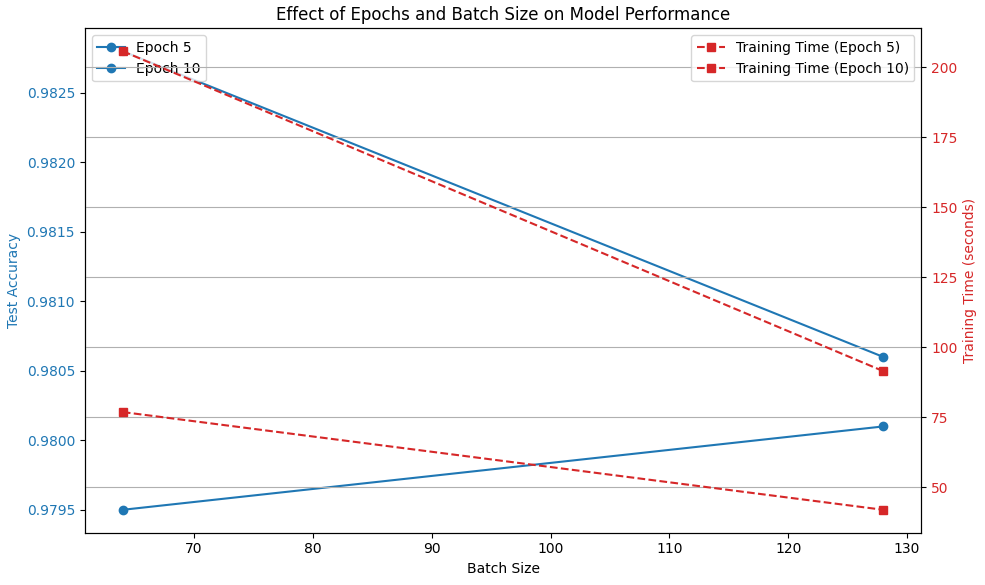 Effect of Epochs and Batch Size on Model Performance
Epoch 5
Epoch 10
Training Time (Epoch 5)
Training Time (Epoch 10)
Test Accuracy
0.9825
0.9820
0.9815
0.9810
0.9805
0.9800
0.9795
200
175
150
125
100
75
50
Training Time (seconds)
70 80 90 100 110 120 130
Batch Size